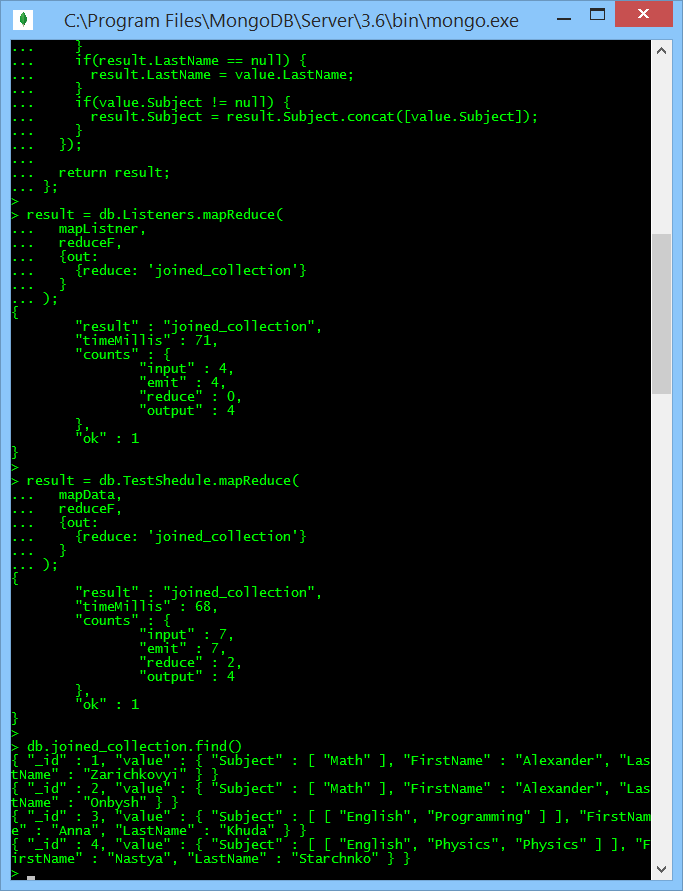 C:\Program Files\MongoDB\Server\3.6\bin\mongo.exe
...     }
...     if(result.LastName == null) {
...       result.LastName = value.LastName;
...     }
...     if(value.Subject != null) {
...       result.Subject = result.Subject.concat([value.Subject]);
...     }
...   });
...
...   return result;
... };
>
> result = db.Listeners.mapReduce(
...   mapListner,
...   reduceF,
...   {out:
...     {reduce: 'joined_collection'}
...   }
... );
{
        "result" : "joined_collection",
        "timeMillis" : 71,
        "counts" : {
                "input" : 4,
                "emit" : 4,
                "reduce" : 0,
                "output" : 4
        },
        "ok" : 1
}
>
> result = db.TestShedule.mapReduce(
...   mapData,
...   reduceF,
...   {out:
...     {reduce: 'joined_collection'}
...   }
... );
{
        "result" : "joined_collection",
        "timeMillis" : 68,
        "counts" : {
                "input" : 7,
                "emit" : 7,
                "reduce" : 2,
                "output" : 4
        },
        "ok" : 1
}
>
> db.joined_collection.find()
{ "_id" : 1, "value" : { "Subject" : [ "Math" ], "FirstName" : "Alexander", "Las
tName" : "Zarichkovyi" } }
{ "_id" : 2, "value" : { "Subject" : [ "Math" ], "FirstName" : "Alexander", "Las
tName" : "Onbysh" } }
{ "_id" : 3, "value" : { "Subject" : [ [ "English", "Programming" ] ], "FirstNam
e" : "Anna", "LastName" : "Khuda" } }
{ "_id" : 4, "value" : { "Subject" : [ [ "English", "Physics", "Physics" ] ], "F
irstName" : "Nastya", "LastName" : "Starchnko" } }
>